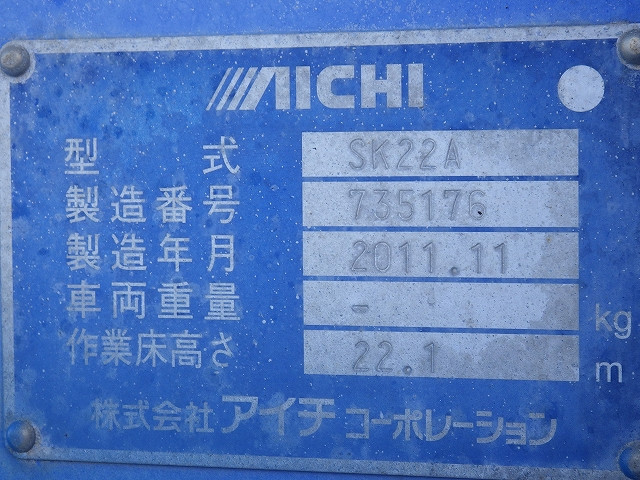 AICHI
型式 SK22A
製造番号 735176
製造年月 2011.11
車両重量 - kg
作業床高さ 22.1 m
株式会社アイチコーポレーション